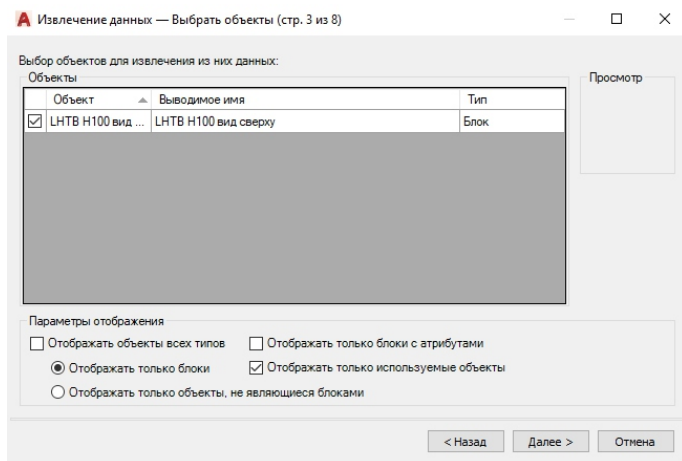 Извлечение данных — Выбрать объекты (стр. 3 из 8)
Выбор объектов для извлечения из них данных:
Объекты
Просмотр
Объект Выводимое имя Тип
LHTB H100 вид ... LHTB H100 вид сверху Блок
Параметры отображения
Отображать объекты всех типов Отображать только блоки с атрибутами
Отображать только блоки Отображать только используемые объекты
Отображать только объекты, не являющиеся блоками
< Назад Далее > Отмена